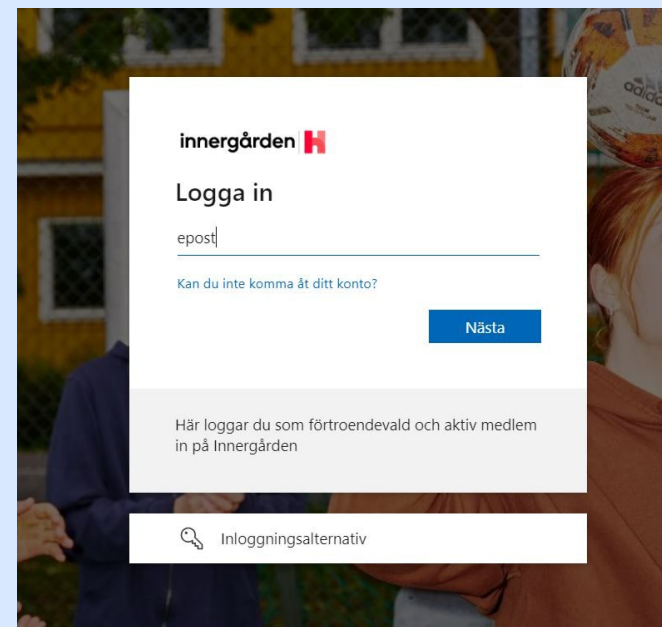 adidas
innergården H
Logga in
epost
Kan du inte komma åt ditt konto?
Nästa
Här loggar du som förtroendevald och aktiv medlem
in på Innergården
Inloggningsalternativ